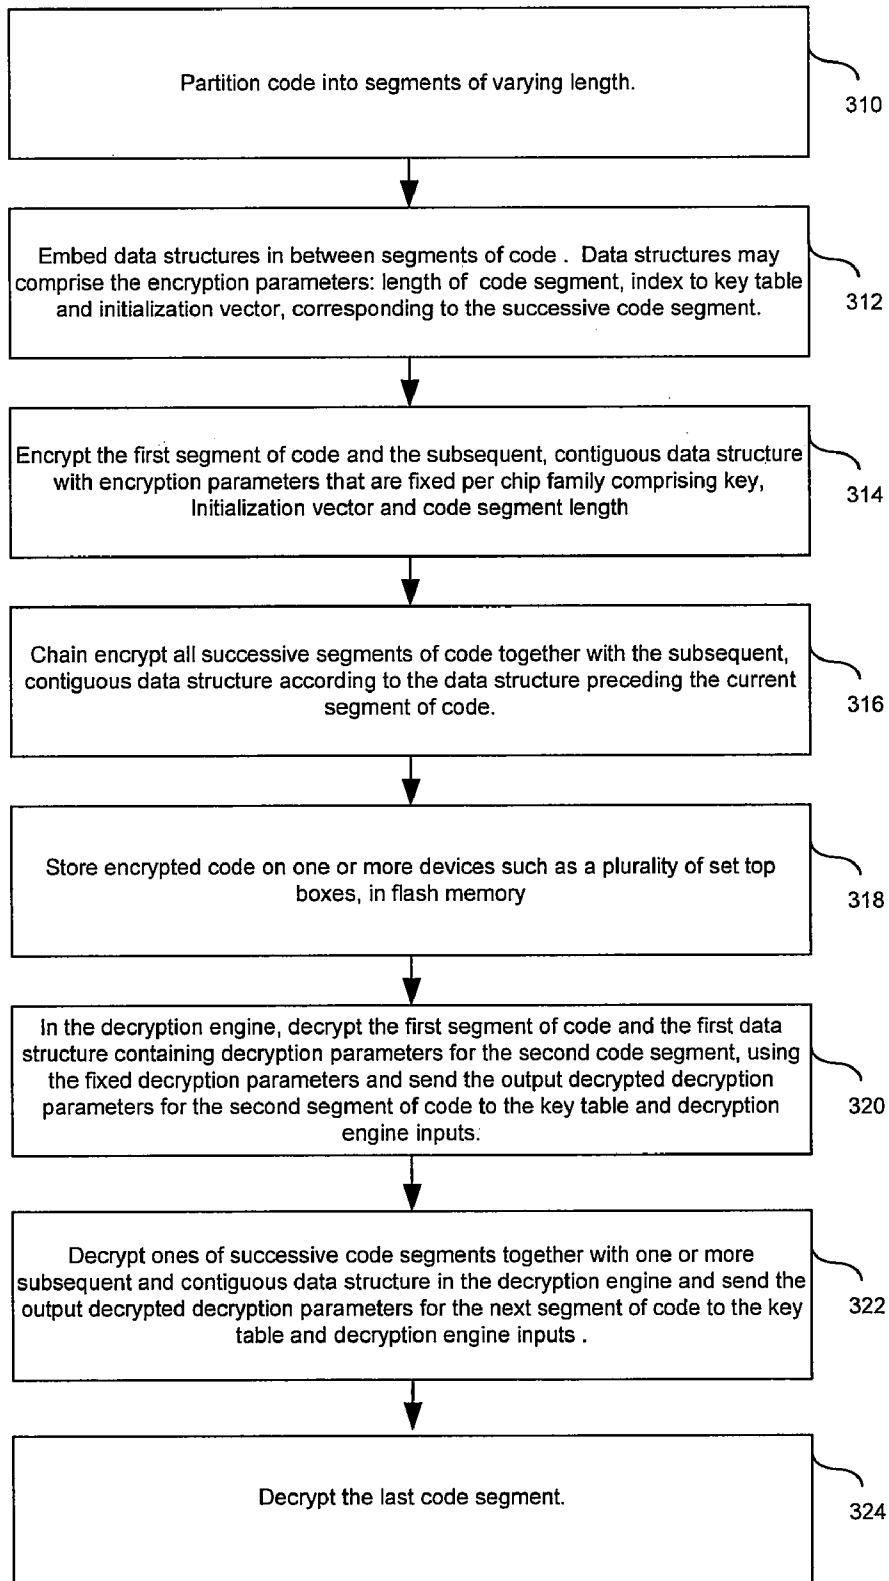 Partition code into segments of varying length.
310
Embed data structures in between segments of code . Data structures may
comprise the encryption parameters: length of code segment, index to key table
and initialization vector, corresponding to the successive code segment.
312
Encrypt the first segment of code and the subsequent, contiguous data structure
with encryption parameters that are fixed per chip family comprising key,
Initialization vector and code segment length
314
Chain encrypt all successive segments of code together with the subsequent,
contiguous data structure according to the data structure preceding the current
segment of code.
316
Store encrypted code on one or more devices such as a plurality of set top
boxes, in flash memory
318
In the decryption engine, decrypt the first segment of code and the first data
structure containing decryption parameters for the second code segment, using
the fixed decryption parameters and send the output decrypted decryption
parameters for the second segment of code to the key table and decryption
engine inputs.
320
Decrypt ones of successive code segments together with one or more
subsequent and contiguous data structure in the decryption engine and send the
output decrypted decryption parameters for the next segment of code to the key
table and decryption engine inputs .
322
Decrypt the last code segment.
324